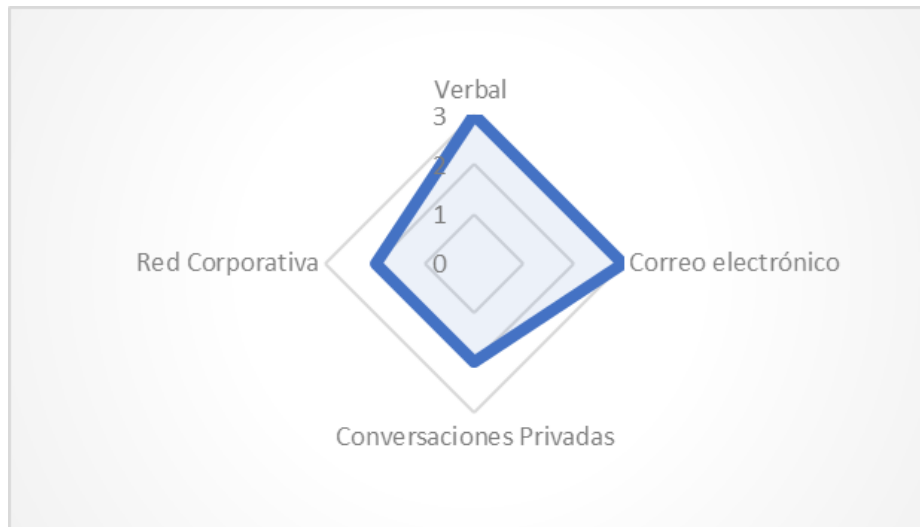 Verbal
3
2
1
Red Corporativa 0 Correo electrónico
Conversaciones Privadas